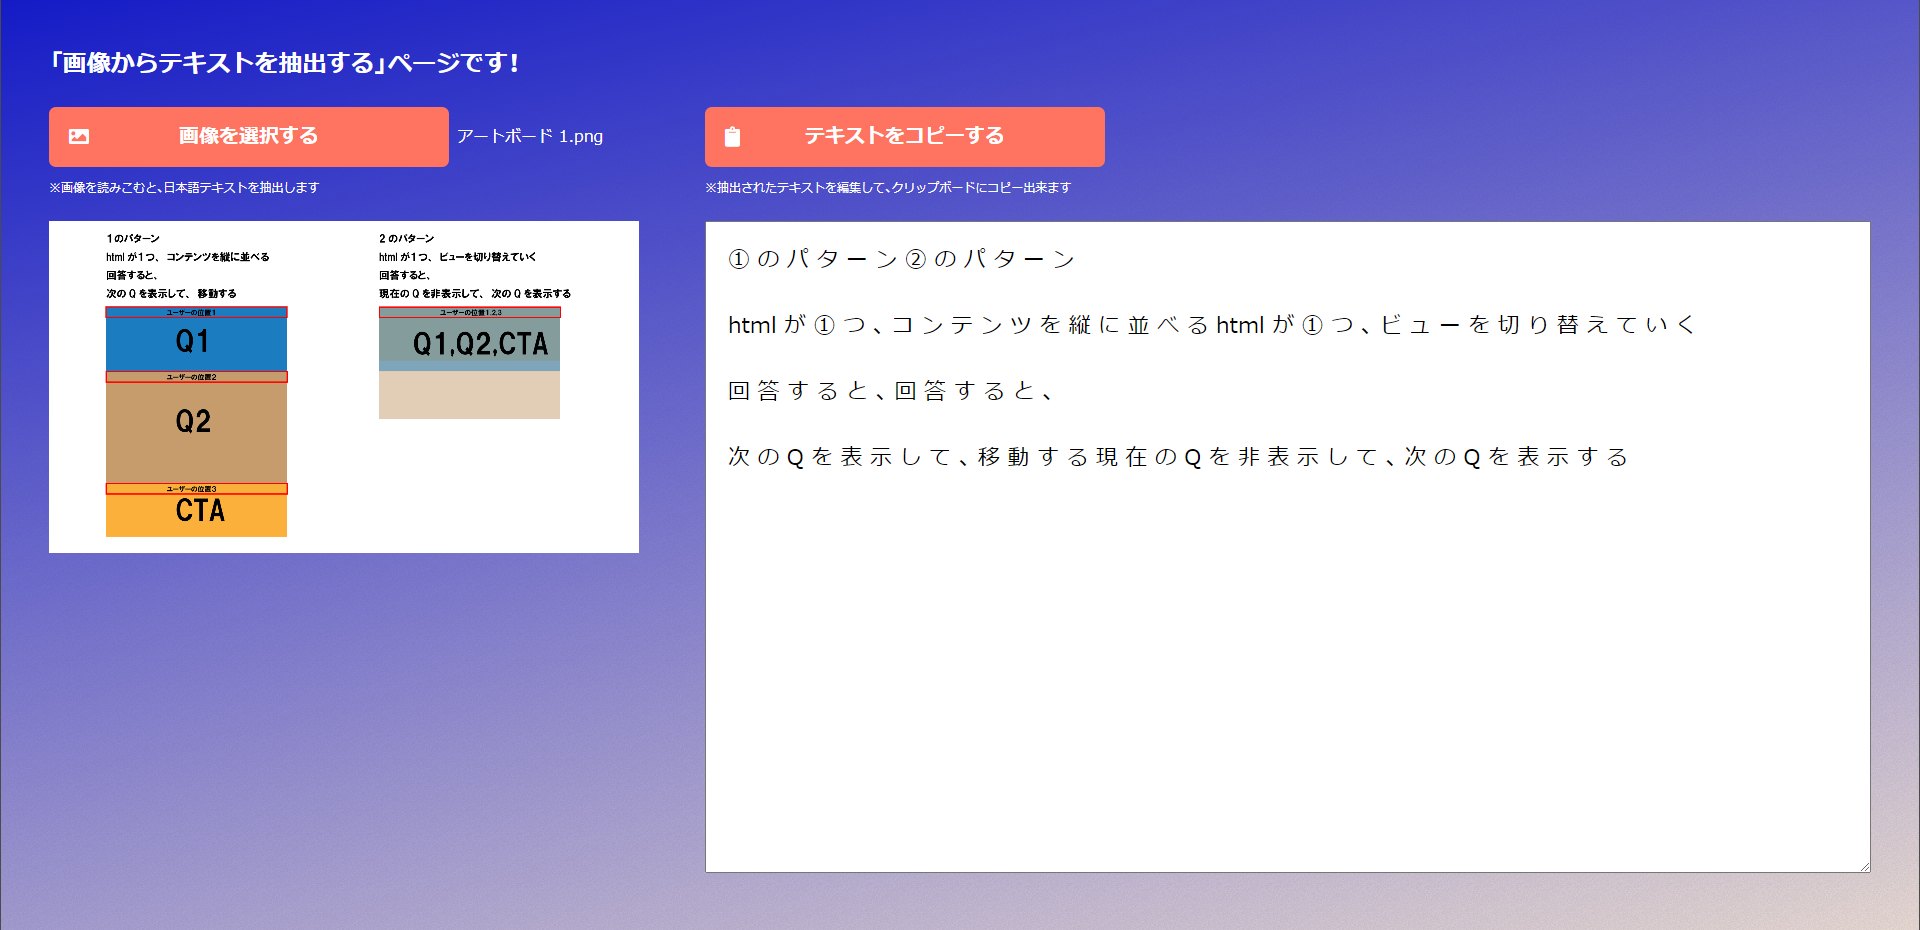 「画像からテキストを抽出する」ページです！
画像を選択する
アートボード 1.png
※画像を読みこむと、日本語テキストを抽出します
1のパターン
htmlが1つ、コンテンツを縦に並べる
回答すると、
次のQを表示して、移動する
ユーザーの位置1
Q1
ユーザーの位置2
Q2
ユーザーの位置3
CTA
2のパターン
htmlが1つ、ビューを切り替えていく
回答すると、
現在のQを非表示して、次のQを表示する
ユーザーの位置1,2,3
Q1,Q2,CTA
テキストをコピーする
※抽出されたテキストを編集して、クリップボードにコピー出来ます
① の パ タ ー ン ② の パ タ ー ン
html が ① つ 、コ ン テ ン ツ を 縦 に 並 べ る html が ① つ 、ビ ュ ー を 切 り 替 え て い く
回 答 す る と 、回 答 す る と 、
次 の Q を 表 示 し て 、移 動 す る 現 在 の Q を 非 表 示 し て 、次 の Q を 表 示 す る